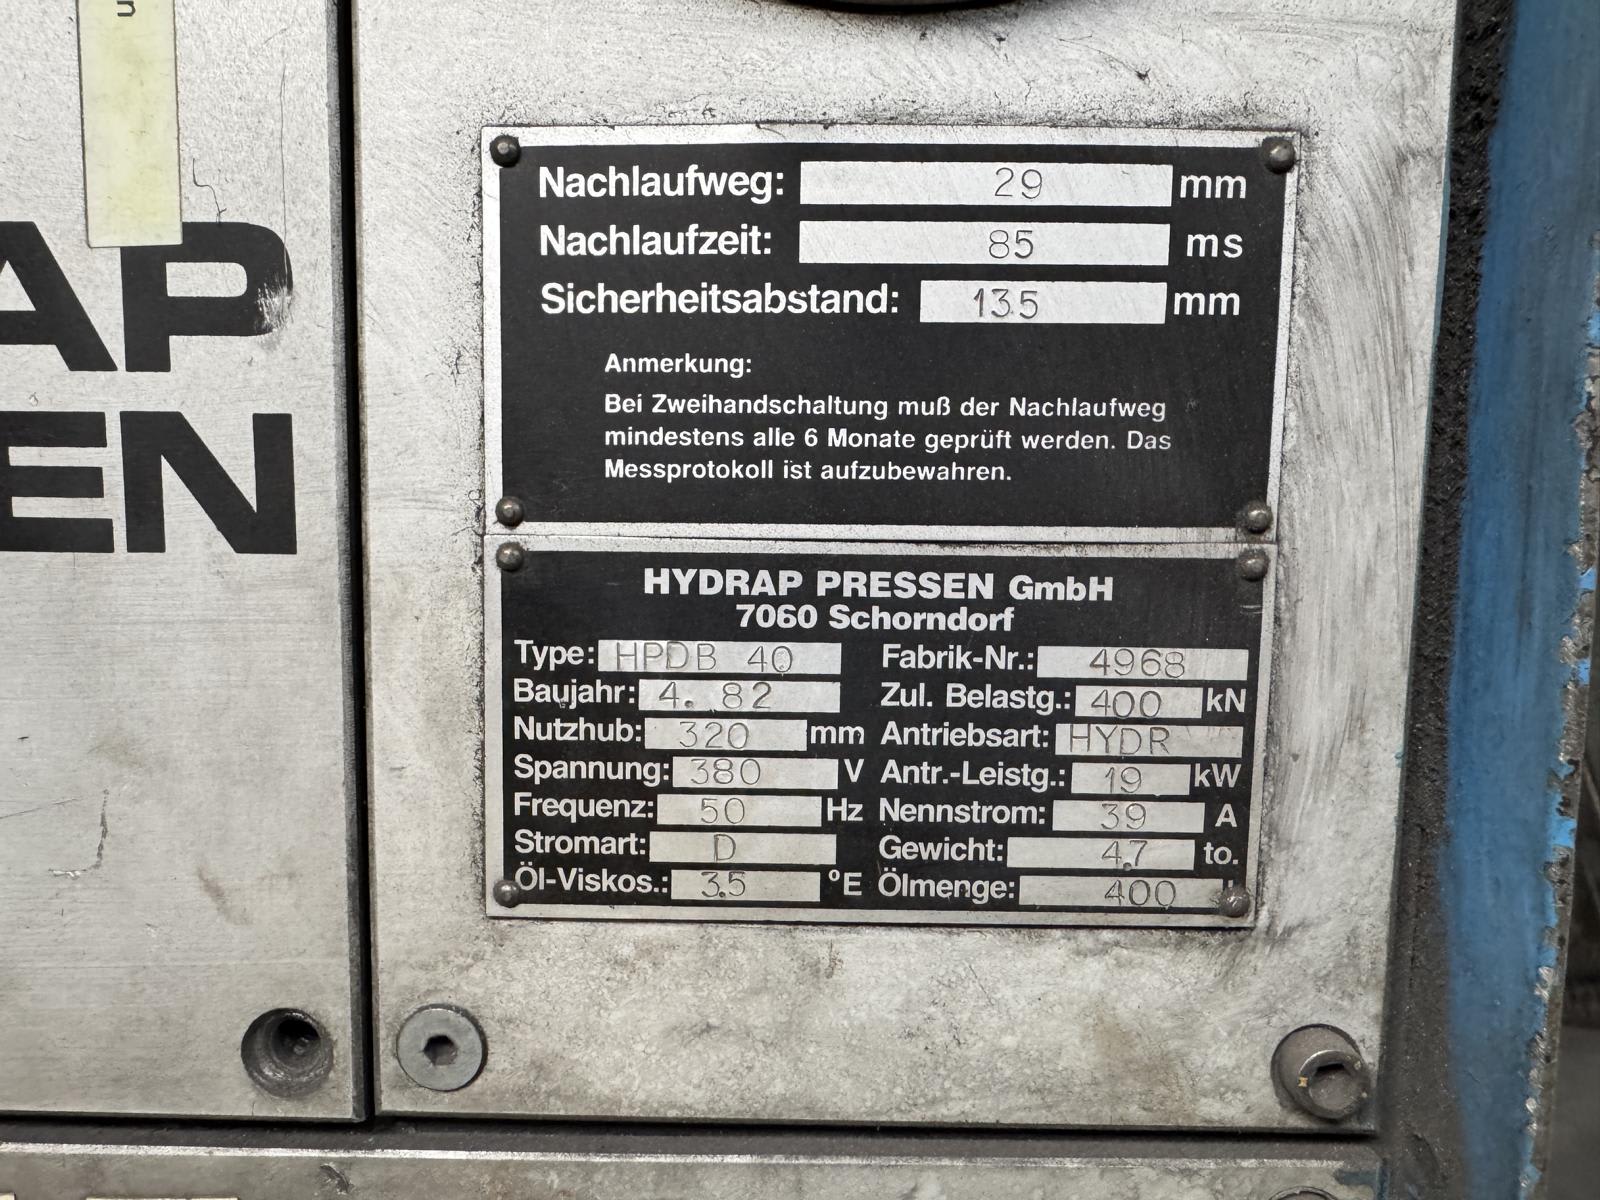 AP
EN
Nachlaufweg: 29 mm
Nachlaufzeit: 85 ms
Sicherheitsabstand: 135 mm
Anmerkung:
Bei Zweihandschaltung muß der Nachlaufweg
mindestens alle 6 Monate geprüft werden. Das
Messprotokoll ist aufzubewahren.
HYDRAP PRESSEN GmbH
7060 Schorndorf
Type: HPDB 40 Fabrik-Nr.: 4968
Baujahr: 4. 82 Zul. Belastg.: 400 kN
Nutzhub: 320 mm Antriebsart: HYDR
Spannung: 380 V Antr.-Leistg.: 19 kW
Frequenz: 50 Hz Nennstrom: 39 A
Stromart: D Gewicht: 4.7 to.
Öl-Viskos.: 3.5 °E Ölmenge: 400